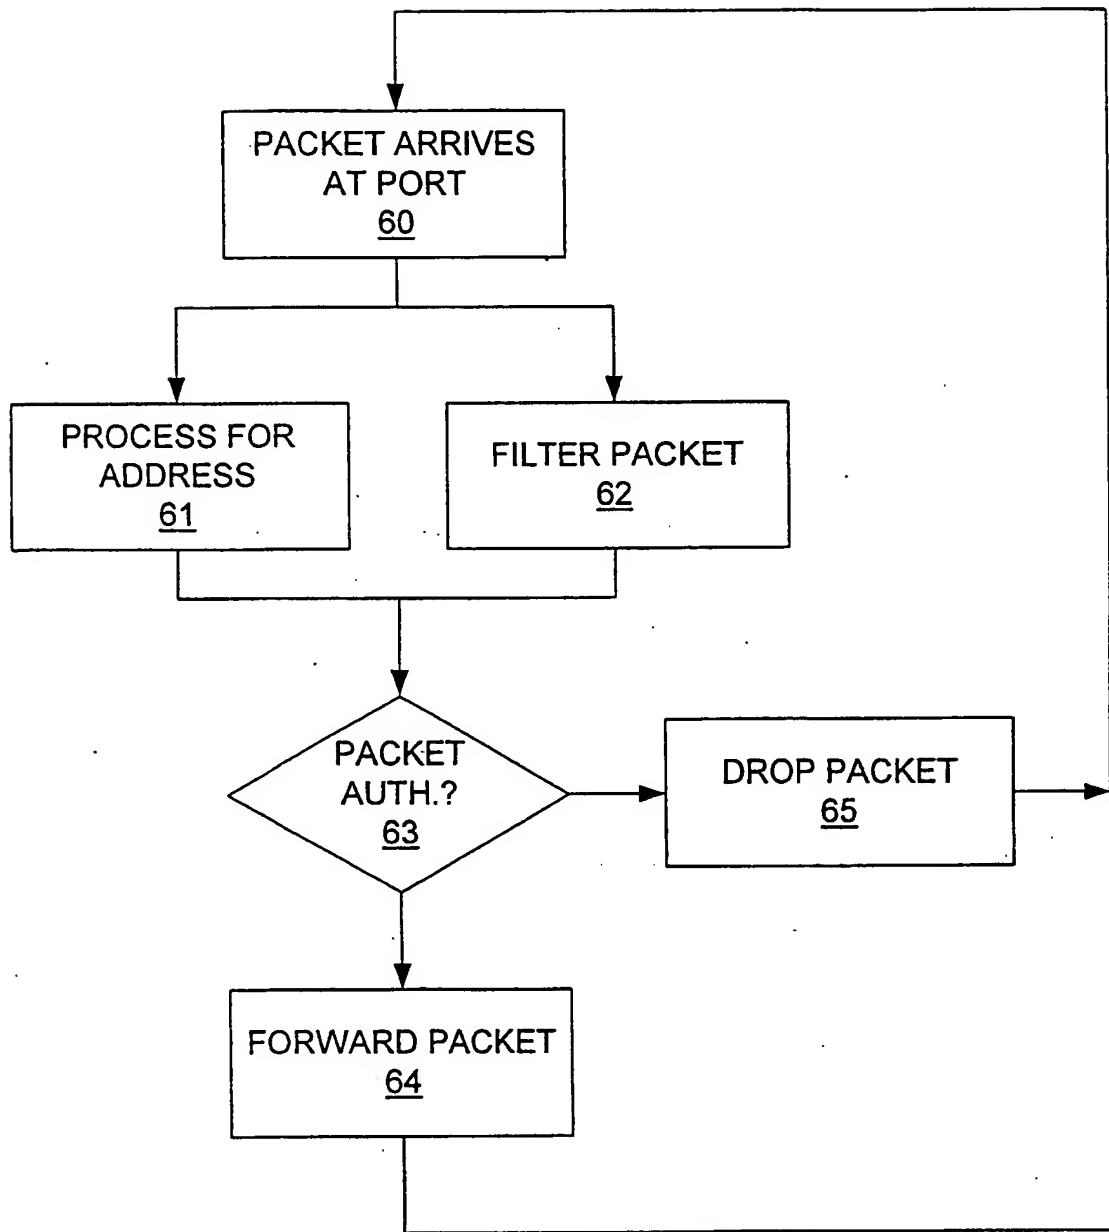 PACKET ARRIVES
AT PORT
60
PROCESS FOR
ADDRESS
61
FILTER PACKET
62
PACKET
AUTH.?
63
DROP PACKET
65
FORWARD PACKET
64